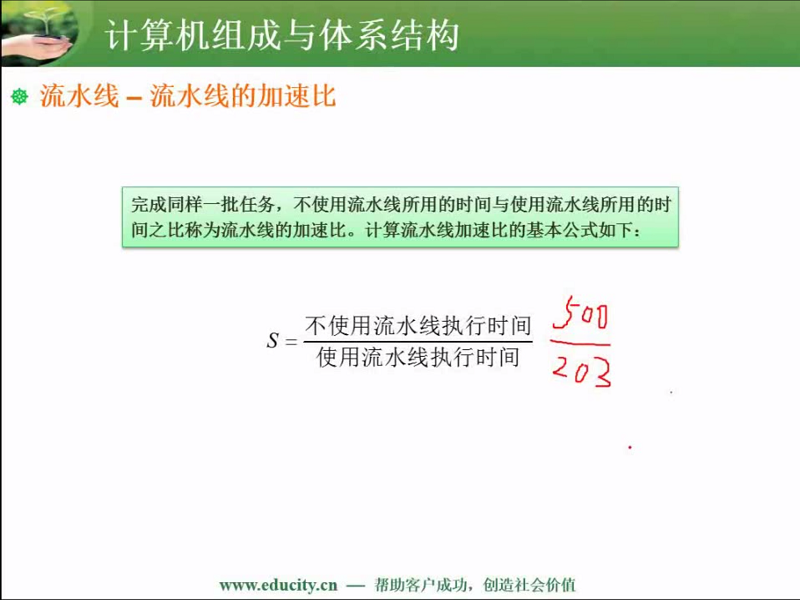 计算机组成与体系结构
流水线 – 流水线的加速比
完成同样一批任务，不使用流水线所用的时间与使用流水线所用的时
间之比称为流水线的加速比。计算流水线加速比的基本公式如下：
S = 不使用流水线执行时间 500
使用流水线执行时间 203
www.educity.cn — 帮助客户成功，创造社会价值